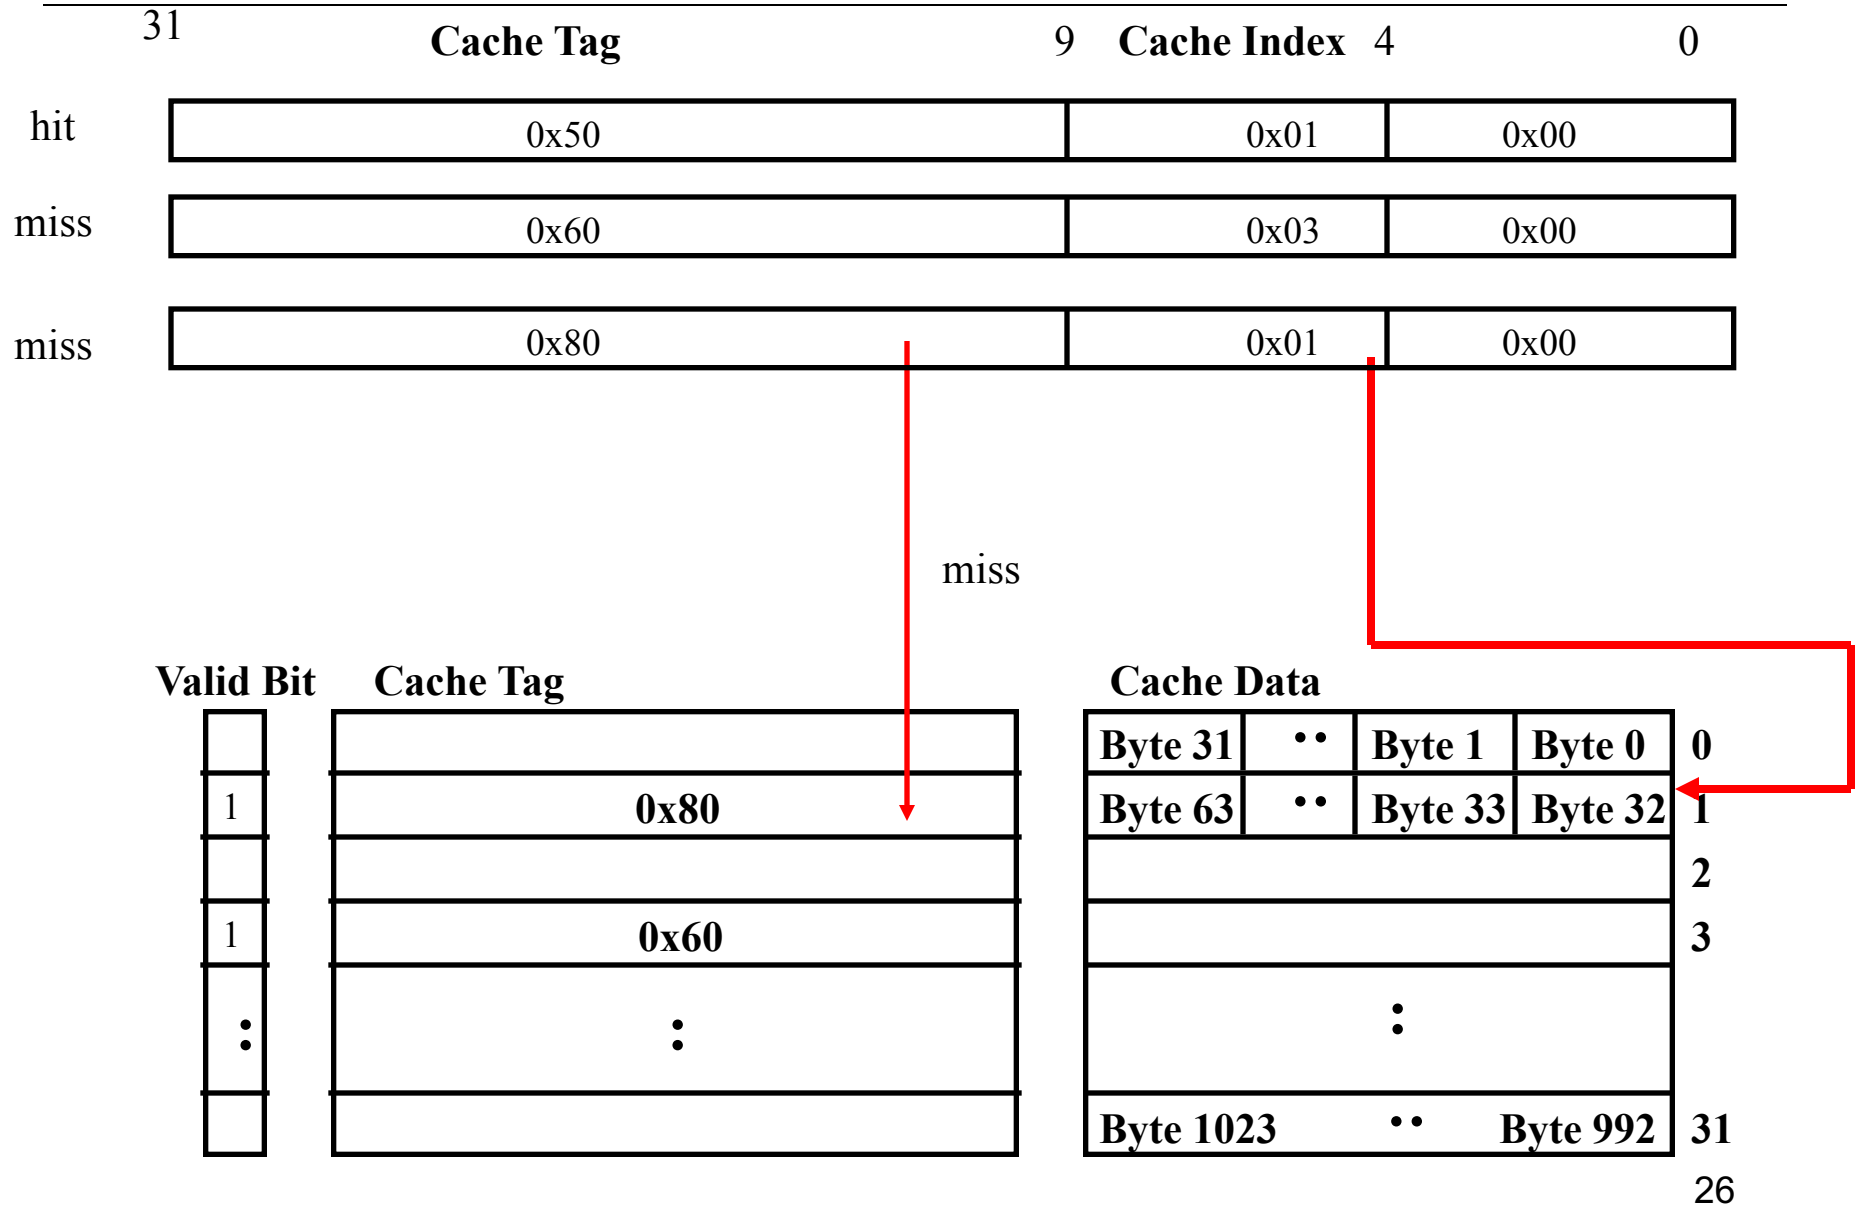 31 Cache Tag 9 Cache Index 4 0
hit 0x50 0x01 0x00
miss 0x60 0x03 0x00
miss 0x80 0x01 0x00
miss
Valid Bit Cache Tag Cache Data
Byte 31 •• Byte 1 Byte 0 0
1 0x80 Byte 63 •• Byte 33 Byte 32 1
2
1 0x60 3
: : :
Byte 1023 •• Byte 992 31
26